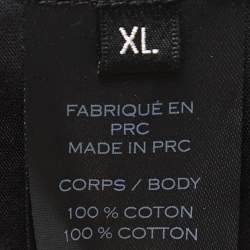 XL
FABRIQUÉ EN
PRC
MADE IN PRC
CORPS / BODY
100 % COTON
100 % COTTON